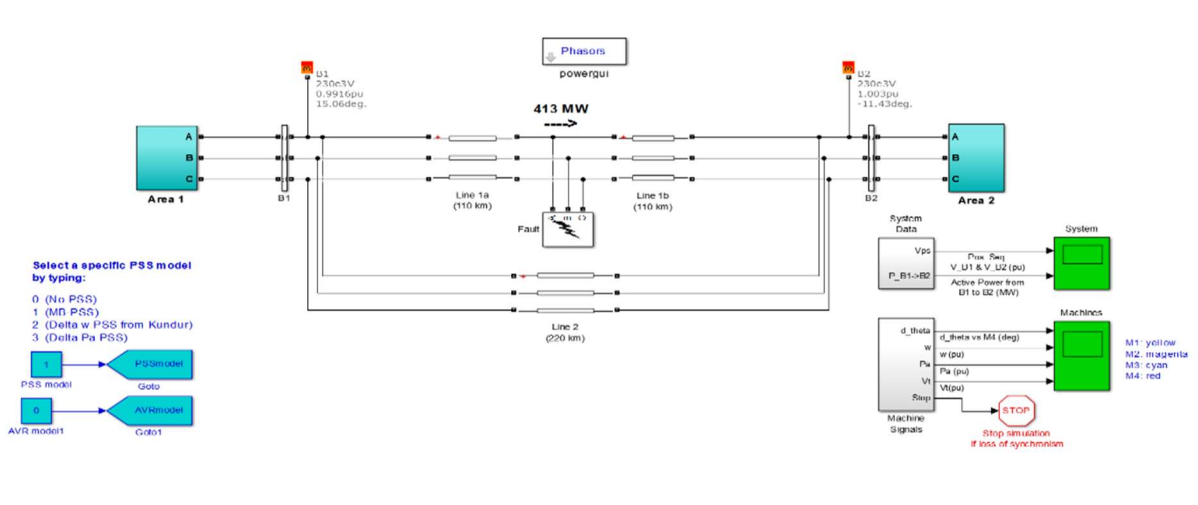 Phasors
powergui
B1
230e3V
0.9916pu
15.06deg.
B2
230e3V
1.003pu
-11.43deg.
413 MW
A
B
C
Area 1
B1
Line 1a
(110 km)
Line 1b
(110 km)
Fault
A
B
C
Area 2
B2
Line 2
(220 km)
Select a specific PSS model
by typing:
0 (No PSS)
1 (MB PSS)
2 (Delta w PSS from Kundur)
3 (Delta Pa PSS)
1
PSS model
PSSmodel
Goto
0
AVR model1
AVRmodel
Goto1
System
Data
Vps
P_B1->B2
Pos. Seq.
V_B1 & V_B2 (pu)
Active Power from
B1 to B2 (MW)
System
Machines
d_theta
w
Pa
Vt
Stop
d_theta vs M4 (deg)
w (pu)
Pa (pu)
Vt(pu)
Machine
Signals
STOP
Stop simulation
if loss of synchronism
M1: yellow
M2: magenta
M3: cyan
M4: red